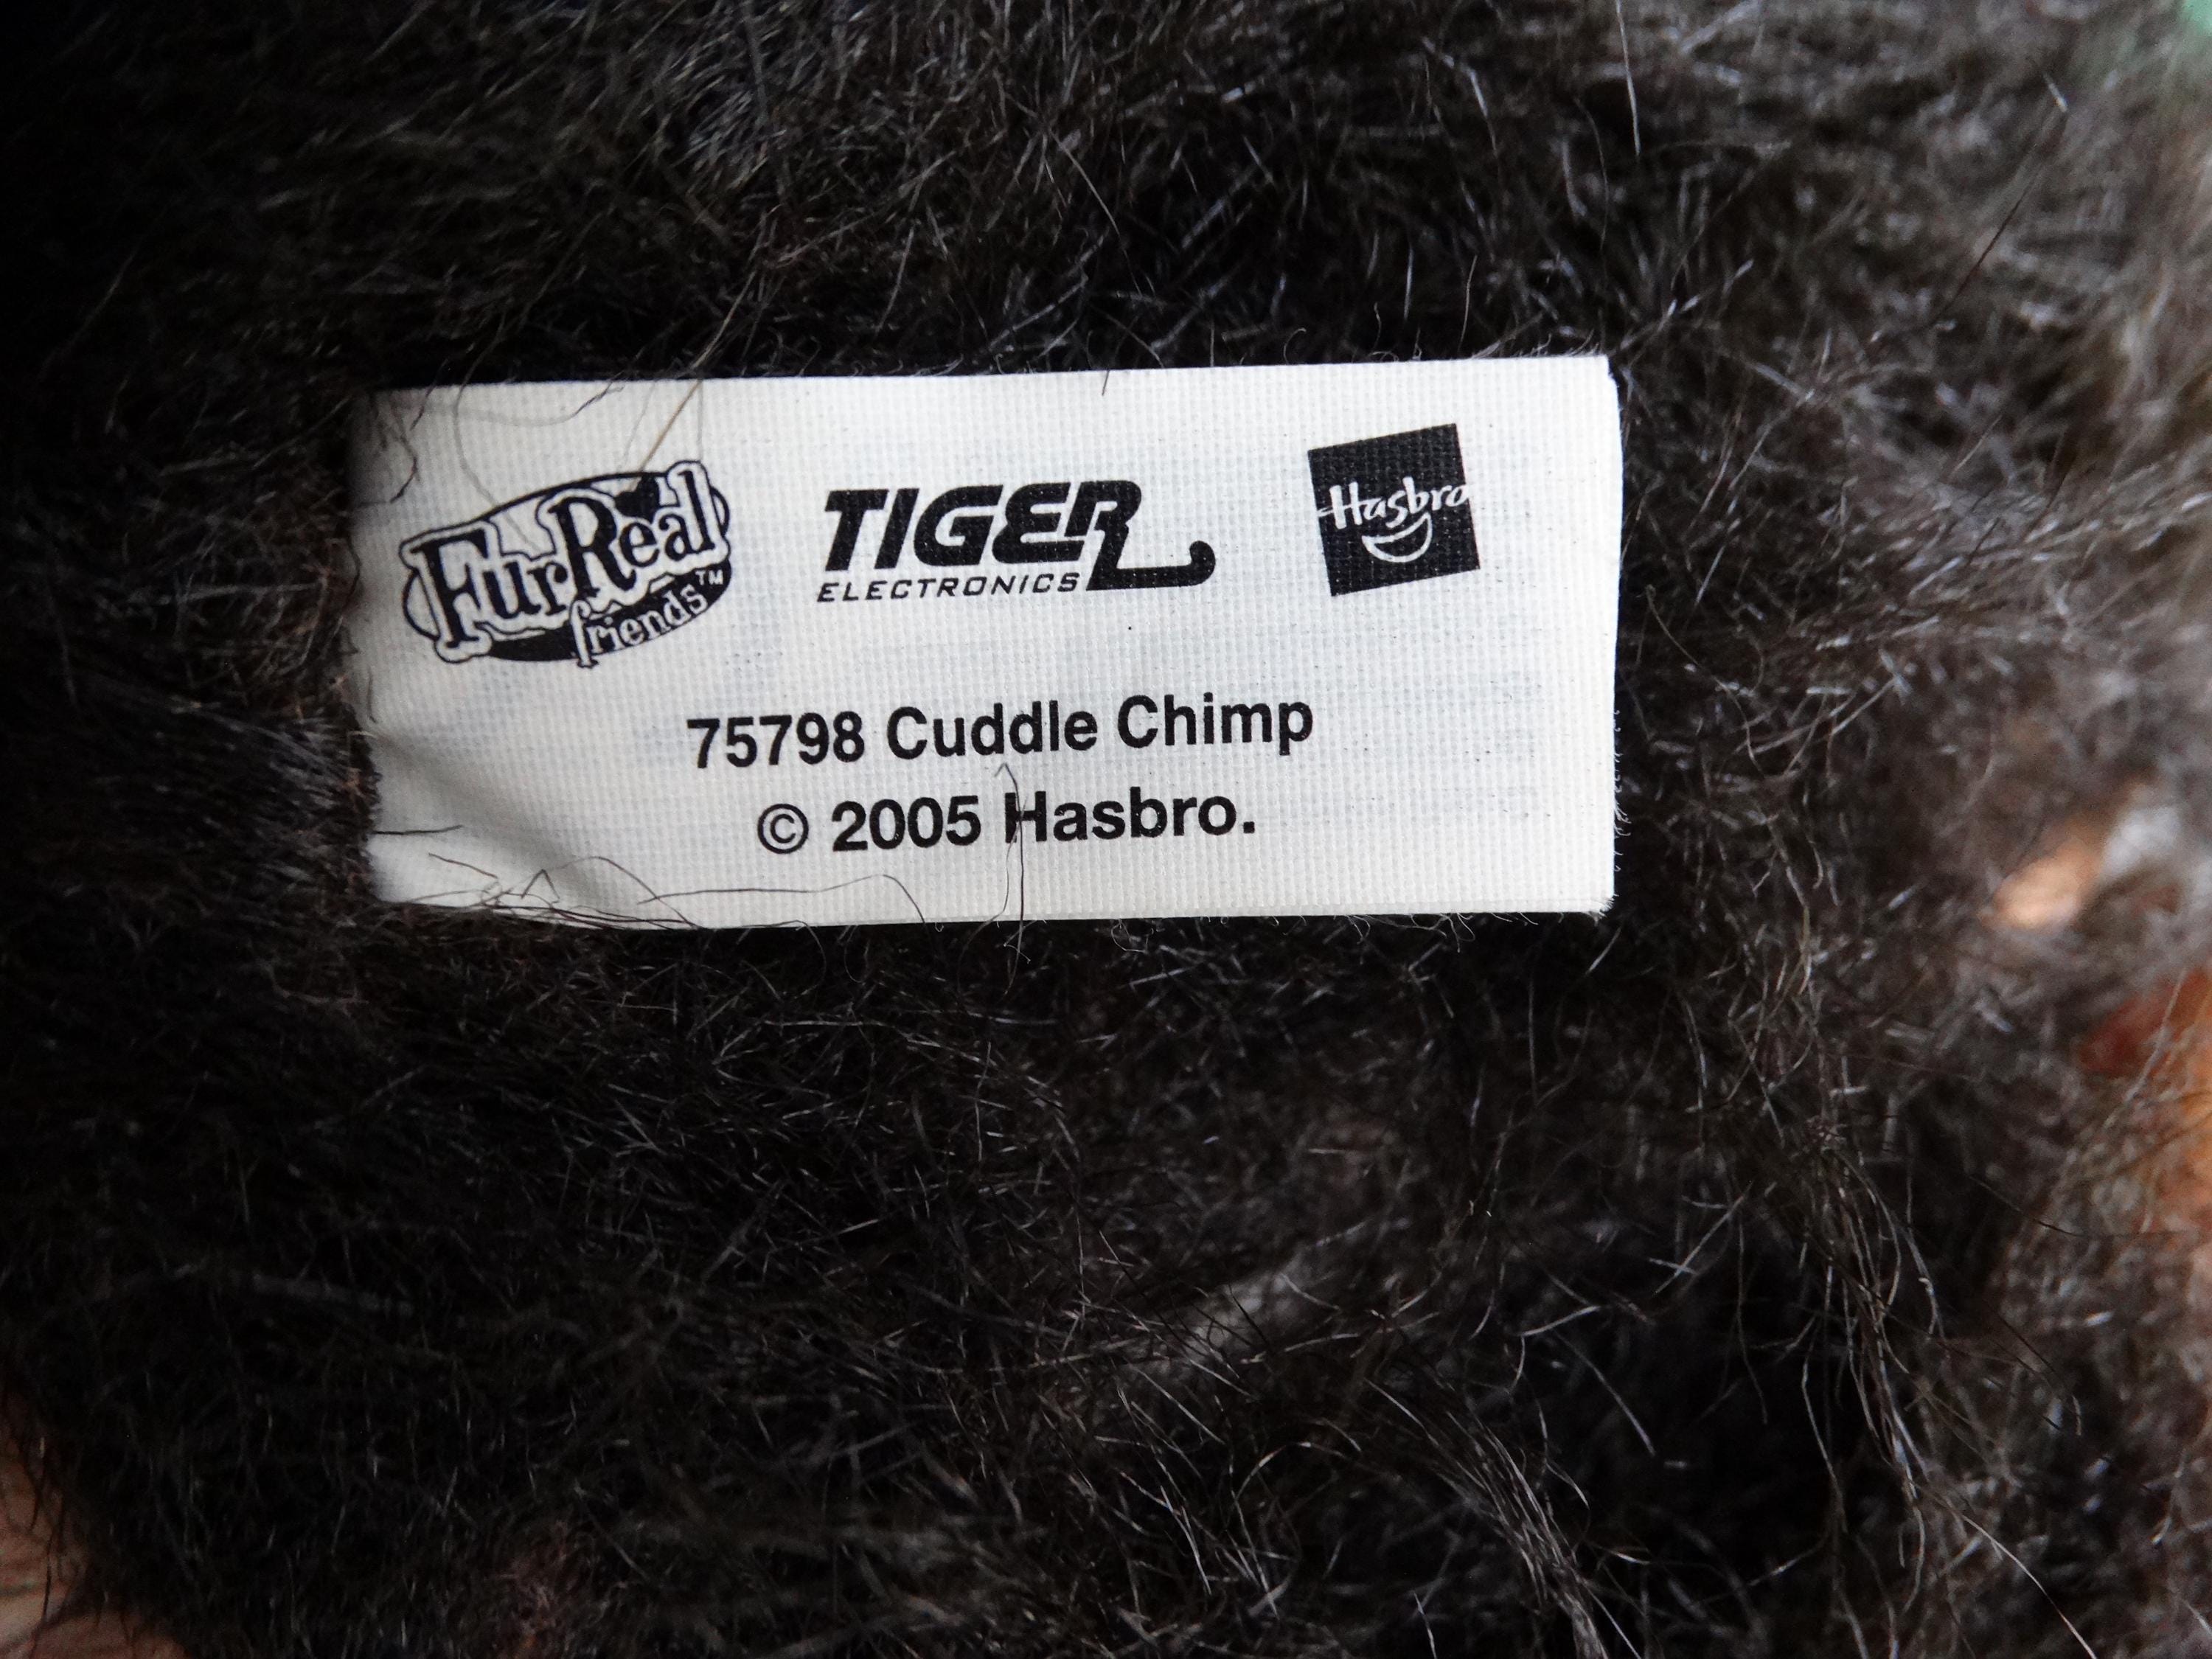 FurReal friends™
TIGER ELECTRONICS
Hasbro
75798 Cuddle Chimp
© 2005 Hasbro.